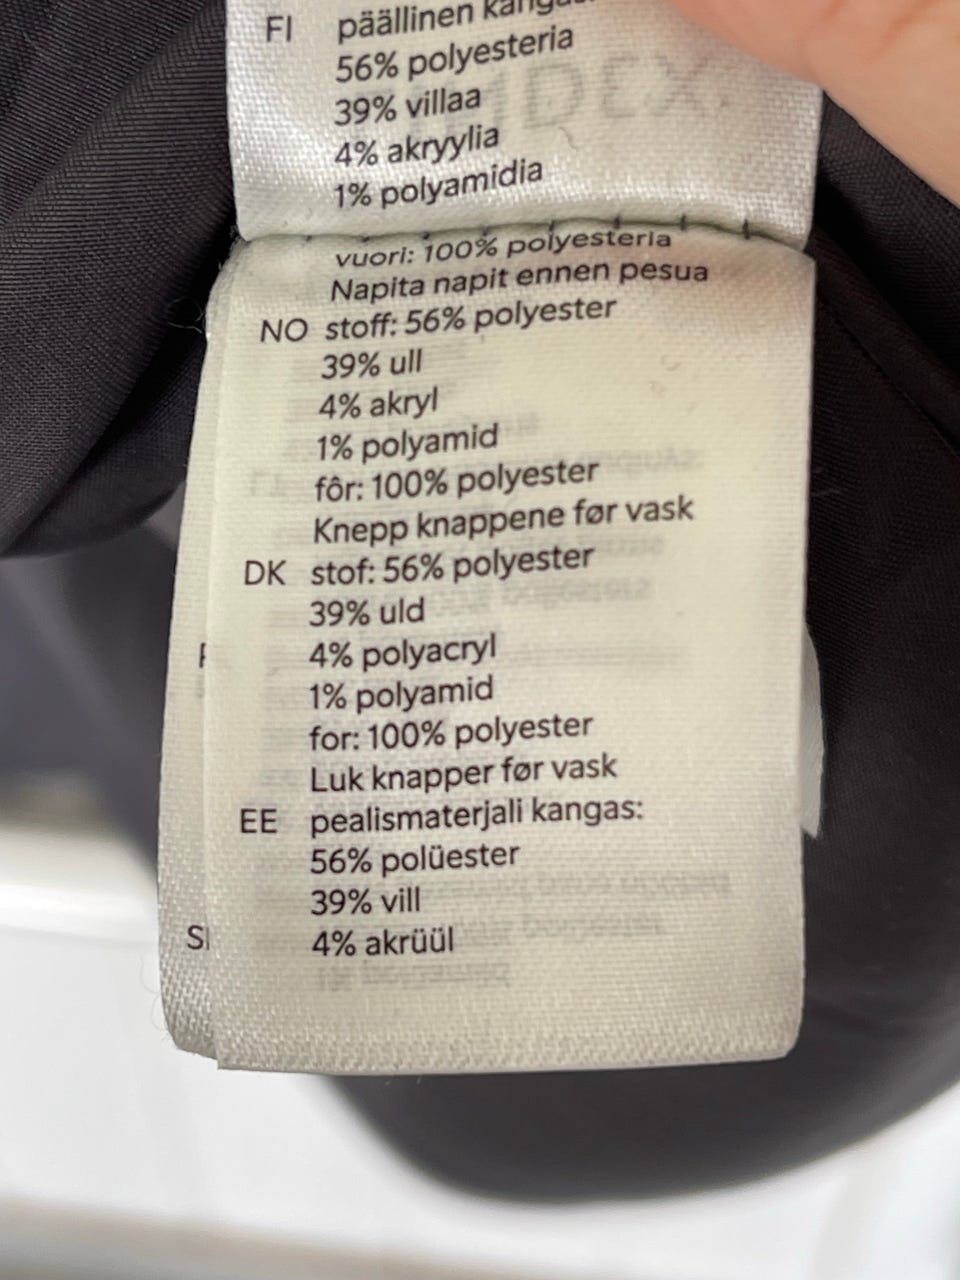 FI päällinen kangas:
56% polyesteria
39% villaa
4% akryylia
1% polyamidia
vuori: 100% polyesteria
Napita napit ennen pesua
NO stoff: 56% polyester
39% ull
4% akryl
1% polyamid
fôr: 100% polyester
Knepp knappene før vask
DK stof: 56% polyester
39% uld
4% polyacryl
1% polyamid
for: 100% polyester
Luk knapper før vask
EE pealismaterjali kangas:
56% polüester
39% vill
4% akrüül